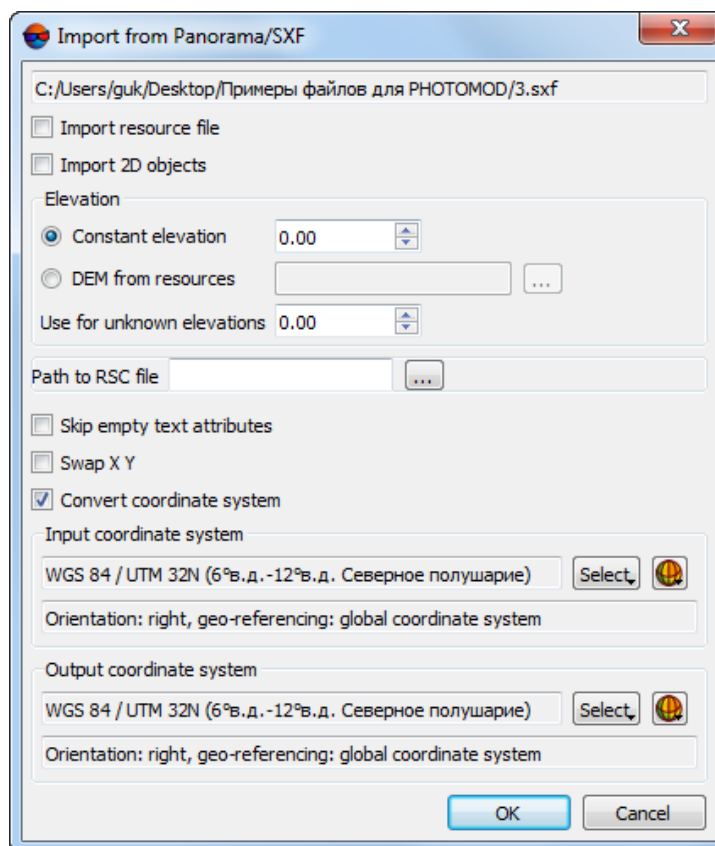 Import from Panorama/SXF
C:/Users/guk/Desktop/Примеры файлов для PHOTOMOD/3.sxf
Import resource file
Import 2D objects
Elevation
Constant elevation 0.00
DEM from resources ...
Use for unknown elevations 0.00
Path to RSC file ...
Skip empty text attributes
Swap X Y
Convert coordinate system
Input coordinate system
WGS 84 / UTM 32N (6°в.д.-12°в.д. Северное полушарие) Select
Orientation: right, geo-referencing: global coordinate system
Output coordinate system
WGS 84 / UTM 32N (6°в.д.-12°в.д. Северное полушарие) Select
Orientation: right, geo-referencing: global coordinate system
OK Cancel